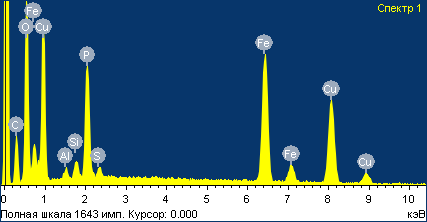 Спектр 1
Fe
O Cu
P
Fe
Cu
C
Si
Al S
Fe
Cu
0 1 2 3 4 5 6 7 8 9 10
Полная шкала 1643 имп. Курсор: 0.000 кэВ